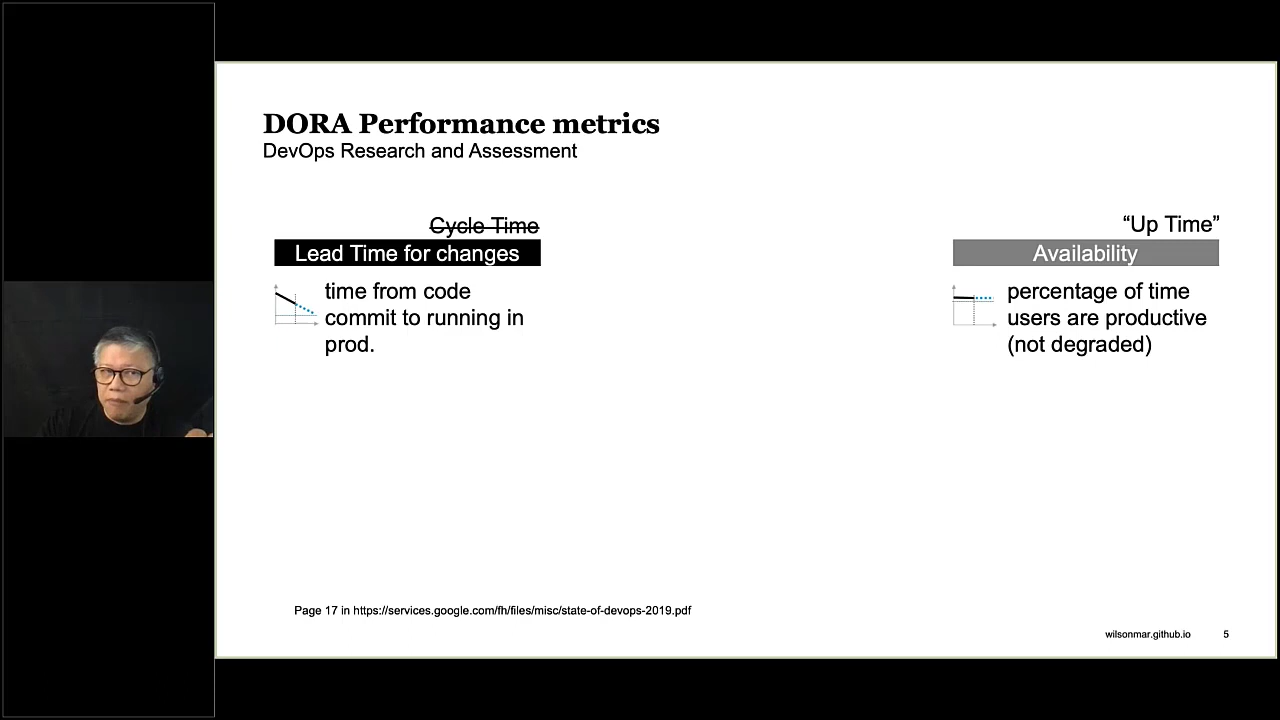 DORA Performance metrics
DevOps Research and Assessment
Cycle Time
Lead Time for changes
time from code
commit to running in
prod.
“Up Time”
Availability
percentage of time
users are productive
(not degraded)
Page 17 in https://services.google.com/fh/files/misc/state-of-devops-2019.pdf
wilsonmar.github.io
5